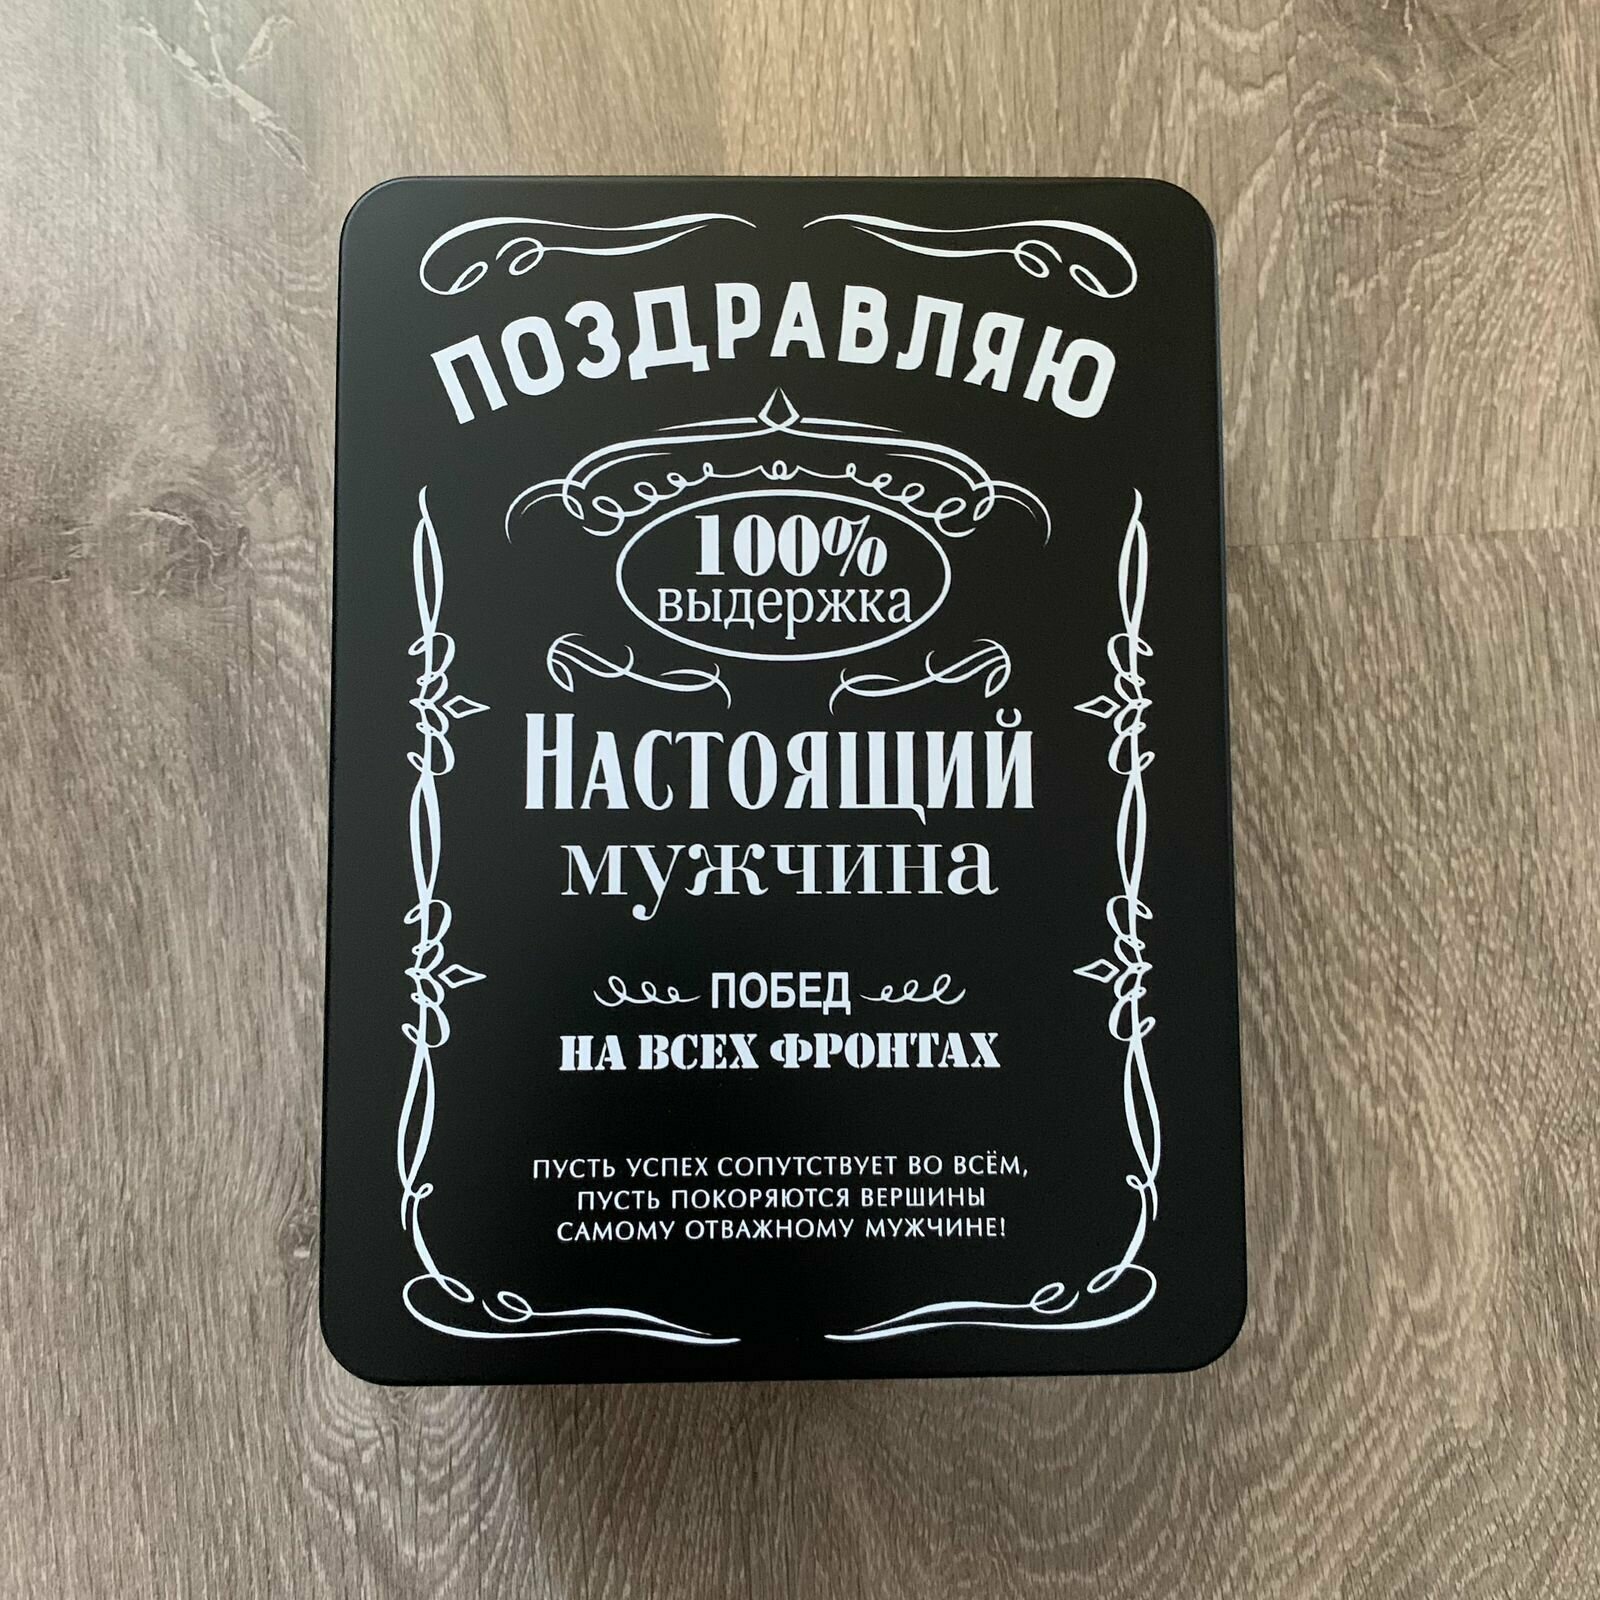 ПОЗДРАВЛЯЮ
100%
выдержка
Настоящий
мужчина
ПОБЕД
НА ВСЕХ ФРОНТАХ
ПУСТЬ УСПЕХ СОПУТСТВУЕТ ВО ВСЁМ,
ПУСТЬ ПОКОРЯЮТСЯ ВЕРШИНЫ
САМОМУ ОТВАЖНОМУ МУЖЧИНЕ!